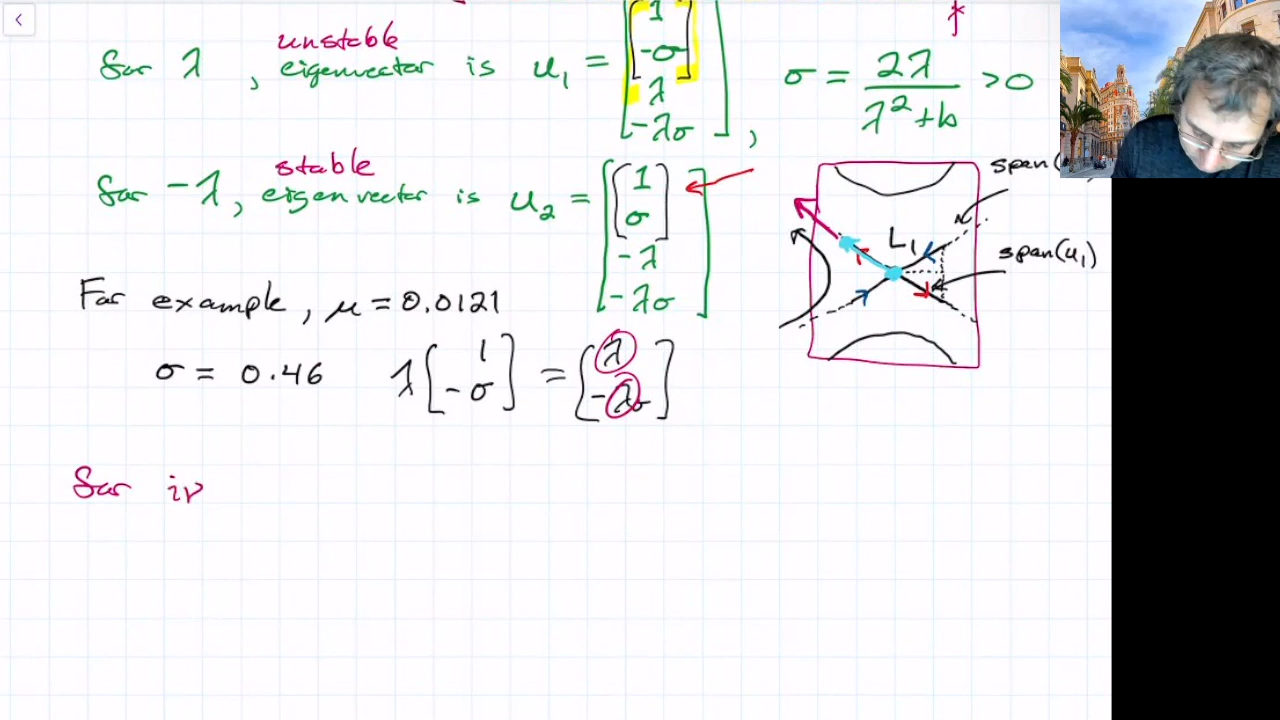 for λ, unstable eigenvector is u₁ = [1 -σ λ -λσ], σ = 2λ / (λ²+b) > 0
for -λ, stable eigenvector is u₂ = [1 σ -λ -λσ]
span(
L₁
span(u₁)
For example, μ = 0.0121
σ = 0.46 λ[1 -σ] = [λ -λσ]
for iν